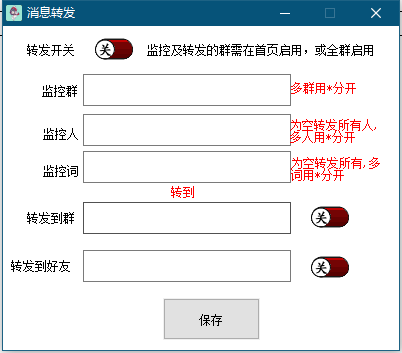 消息转发
转发开关 关 监控及转发的群需在首页启用，或全群启用
监控群 多群用*分开
监控人 为空转发所有人,
多人用*分开
监控词 为空转发所有,多
词用*分开
转到
转发到群 关
转发到好友 关
保存